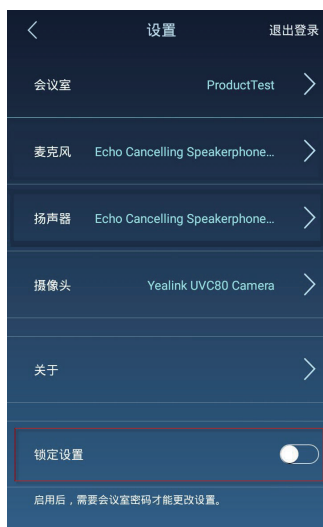 设置 退出登录
会议室 ProductTest
麦克风 Echo Cancelling Speakerphone...
扬声器 Echo Cancelling Speakerphone...
摄像头 Yealink UVC80 Camera
关于
锁定设置
启用后，需要会议室密码才能更改设置。